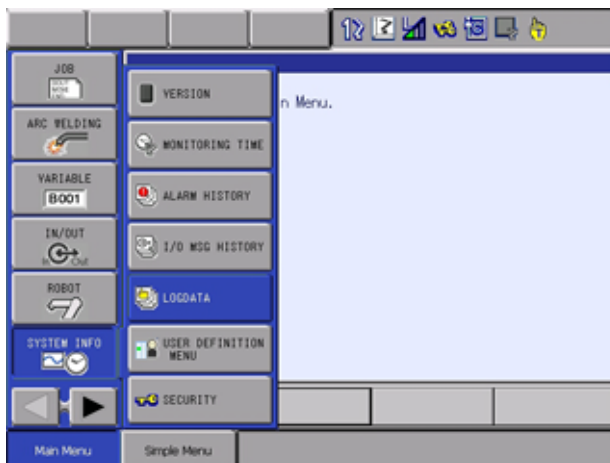 JOB
ARC WELDING
VARIABLE
B001
IN/OUT
In Out
ROBOT
SYSTEM INFO
VERSION
MONITORING TIME
ALARM HISTORY
I/O MSG HISTORY
LOGDATA
USER DEFINITION
MENU
SECURITY
n Menu.
Main Menu
Simple Menu